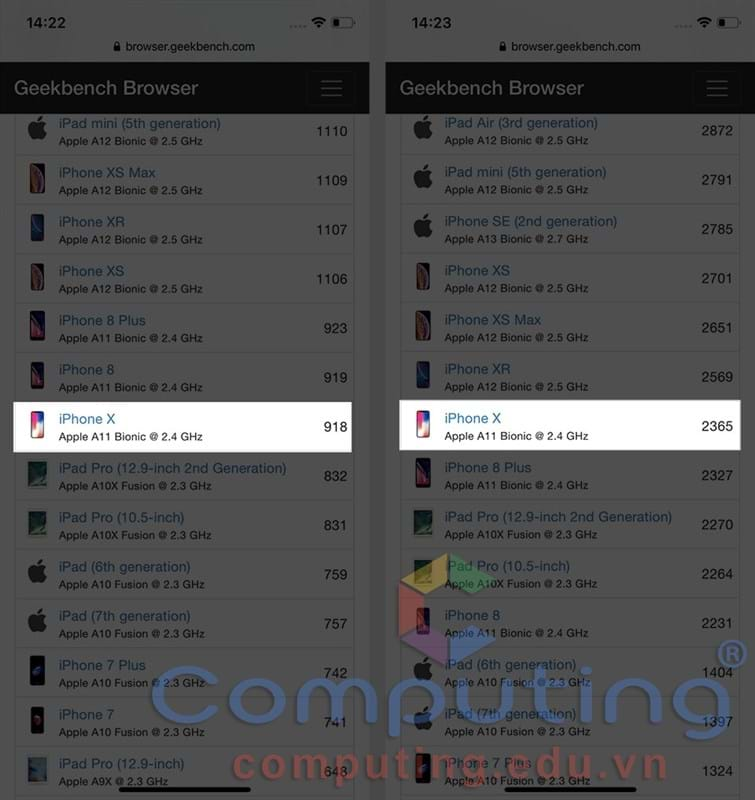 14:22
browser.geekbench.com
Geekbench Browser
iPad mini (5th generation)
1110
Apple A12 Bionic @ 2.5 GHz
iPhone XS Max
1109
Apple A12 Bionic @ 2.5 GHz
iPhone XR
1107
Apple A12 Bionic @ 2.5 GHz
iPhone XS
1106
Apple A12 Bionic @ 2.5 GHz
iPhone 8 Plus
923
Apple A11 Bionic @ 2.4 GHz
iPhone 8
919
Apple A11 Bionic @ 2.4 GHz
iPhone X
918
Apple A11 Bionic @ 2.4 GHz
iPad Pro (12.9-inch 2nd Generation)
832
Apple A10X Fusion @ 2.3 GHz
iPad Pro (10.5-inch)
831
Apple A10X Fusion @ 2.3 GHz
iPad (6th generation)
759
Apple A10 Fusion @ 2.3 GHz
iPad (7th generation)
757
Apple A10 Fusion @ 2.3 GHz
iPhone 7 Plus
742
Apple A10 Fusion @ 2.3 GHz
iPhone 7
741
Apple A10 Fusion @ 2.3 GHz
iPad Pro (12.9-inch)
648
Apple A9X @ 2.3 GHz
14:23
browser.geekbench.com
Geekbench Browser
iPad Air (3rd generation)
2872
Apple A12 Bionic @ 2.5 GHz
iPad mini (5th generation)
2791
Apple A12 Bionic @ 2.5 GHz
iPhone SE (2nd generation)
2785
Apple A13 Bionic @ 2.7 GHz
iPhone XS
2701
Apple A12 Bionic @ 2.5 GHz
iPhone XS Max
2651
Apple A12 Bionic @ 2.5 GHz
iPhone XR
2569
Apple A12 Bionic @ 2.5 GHz
iPhone X
2365
Apple A11 Bionic @ 2.4 GHz
iPhone 8 Plus
2327
Apple A11 Bionic @ 2.4 GHz
iPad Pro (12.9-inch 2nd Generation)
2270
Apple A10X Fusion @ 2.3 GHz
iPad Pro (10.5-inch)
2264
Apple A10X Fusion @ 2.3 GHz
iPhone 8
2231
Apple A11 Bionic @ 2.4 GHz
iPad (6th generation)
1404
Apple A10 Fusion @ 2.3 GHz
iPad (7th generation)
1397
Apple A10 Fusion @ 2.3 GHz
iPhone 7 Plus
1324
Apple A10 Fusion @ 2.3 GHz
Computing®
computing.edu.vn